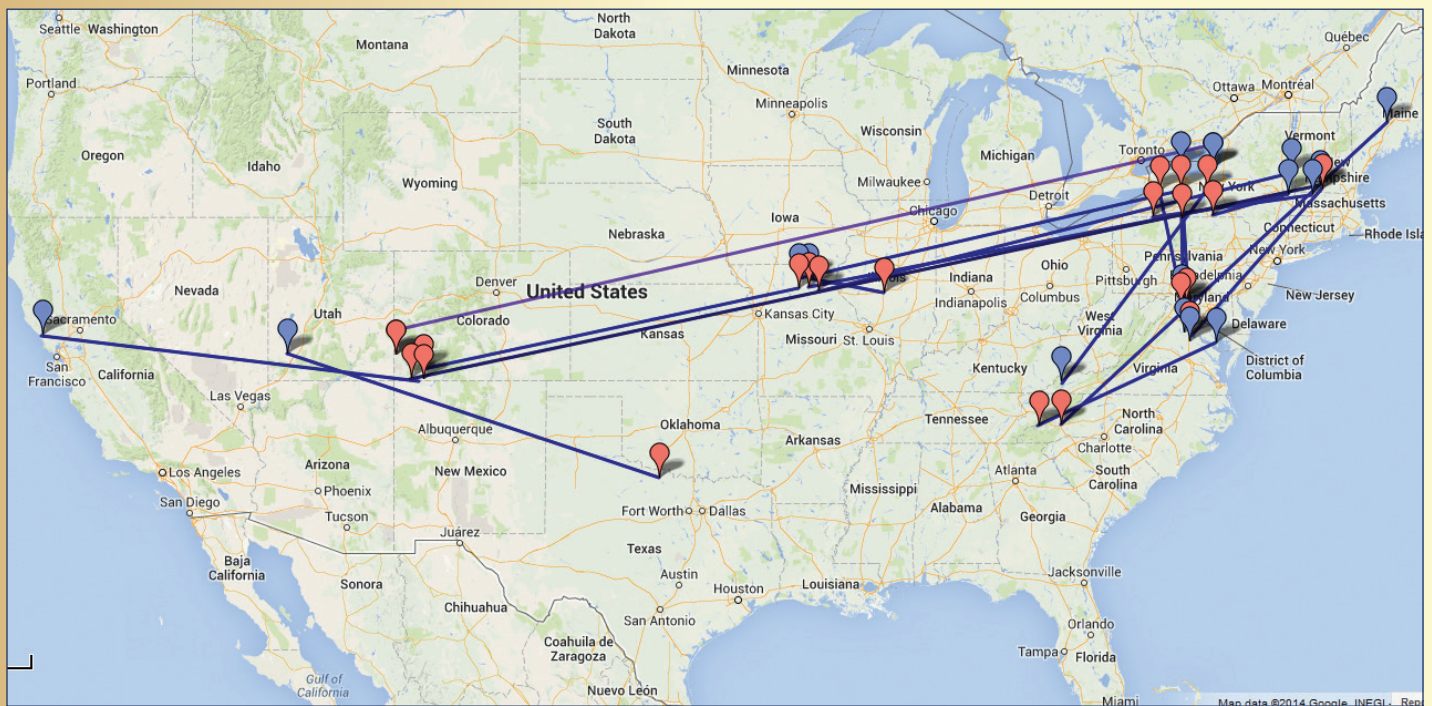 Seattle
Washington
North
Dakota
Montana
Québec
Portland
Minnesota
Ottawa
Montréal
Minneapolis
Maine
South
Dakota
Wisconsin
Vermont
Oregon
Idaho
Michigan
Toronto
Wyoming
Milwaukee
Detroit
Massachusetts
Iowa
Chicago
Connecticut
Nebraska
Rhode Isla
New York
Ohio
Pennsylvania
Indiana
Pittsburgh
Denver
Nevada
United States
Indianapolis
Columbus
New Jersey
Utah
Maryland
Sacramento
Colorado
Kansas City
West
Virginia
Delaware
Kansas
Missouri
St. Louis
San
Francisco
California
Kentucky
Virginia
District of
Columbia
Las Vegas
North
Carolina
Albuquerque
Oklahoma
Tennessee
Arkansas
Charlotte
Los Angeles
Arizona
New Mexico
Atlanta
South
Carolina
Phoenix
Mississippi
San Diego
Alabama
Fort Worth
Dallas
Georgia
Tucson
Juárez
Texas
Baja
California
Sonora
Austin
Louisiana
Jacksonville
Houston
Chihuahua
San Antonio
Orlando
Coahuila de
Zaragoza
Tampa
Florida
Gulf of
California
Nuevo León
Miami
Map data ©2014 Google, INEGI
Rep